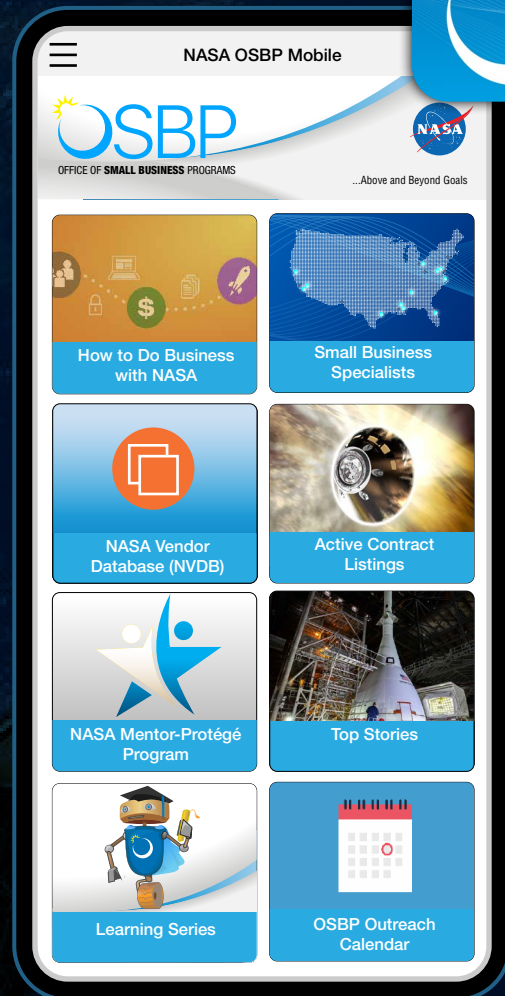 NASA OSBP Mobile
OSBP
NASA
OFFICE OF SMALL BUSINESS PROGRAMS
...Above and Beyond Goals
How to Do Business
with NASA
Small Business
Specialists
NASA Vendor
Database (NVDB)
Active Contract
Listings
NASA Mentor-Protégé
Program
Top Stories
Learning Series
OSBP Outreach
Calendar